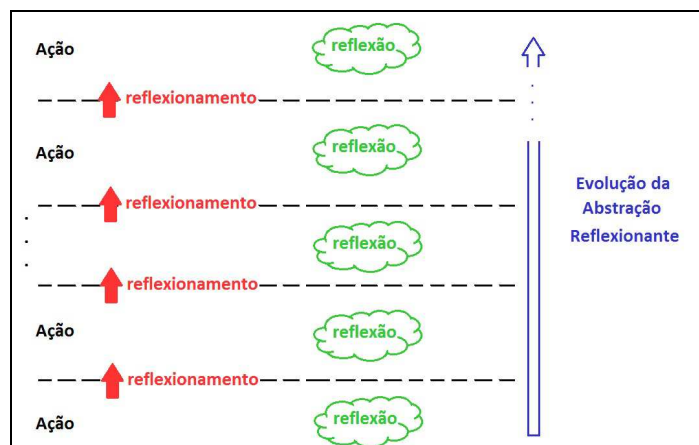 Ação
reflexão
reflexionamento
Ação
reflexão
reflexionamento
Evolução da
Abstração
Reflexionante
reflexão
reflexionamento
Ação
reflexão
reflexionamento
Ação
reflexão